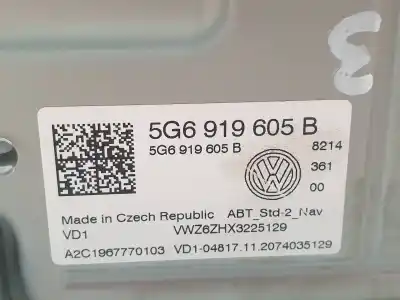 3
5G6 919 605 B
5G6 919 605 B
8214
361
00
Made in Czech Republic ABT_Std-2_Nav
VD1 VWZ6ZHX3225129
A2C1967770103 VD1-04817.11.2074035129